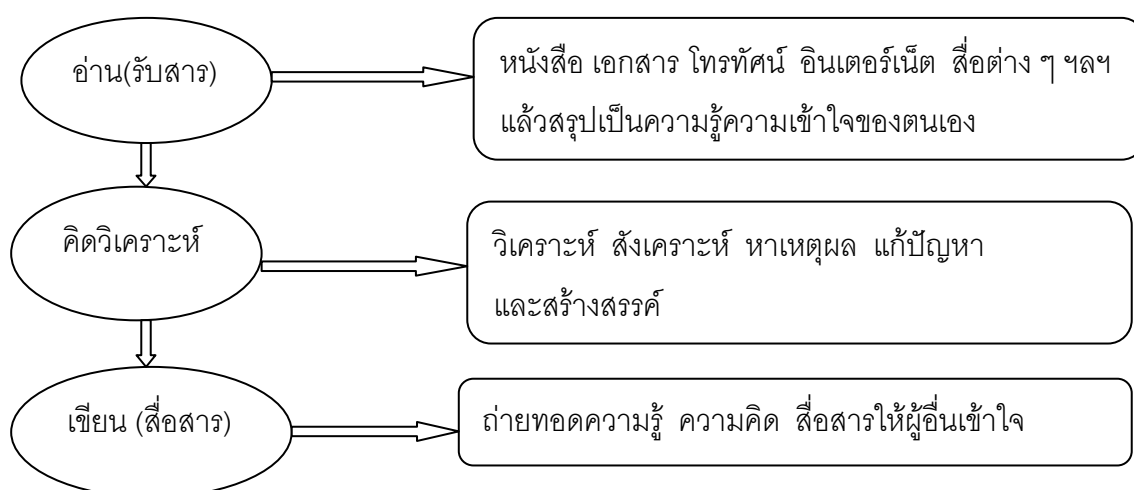 อ่าน(รับสาร)
หนังสือ เอกสาร โทรทัศน์ อินเตอร์เน็ต สื่อต่าง ๆ ฯลฯ
แล้วสรุปเป็นความรู้ความเข้าใจของตนเอง
คิดวิเคราะห์
วิเคราะห์ สังเคราะห์ หาเหตุผล แก้ปัญหา
และสร้างสรรค์
เขียน (สื่อสาร)
ถ่ายทอดความรู้ ความคิด สื่อสารให้ผู้อื่นเข้าใจ